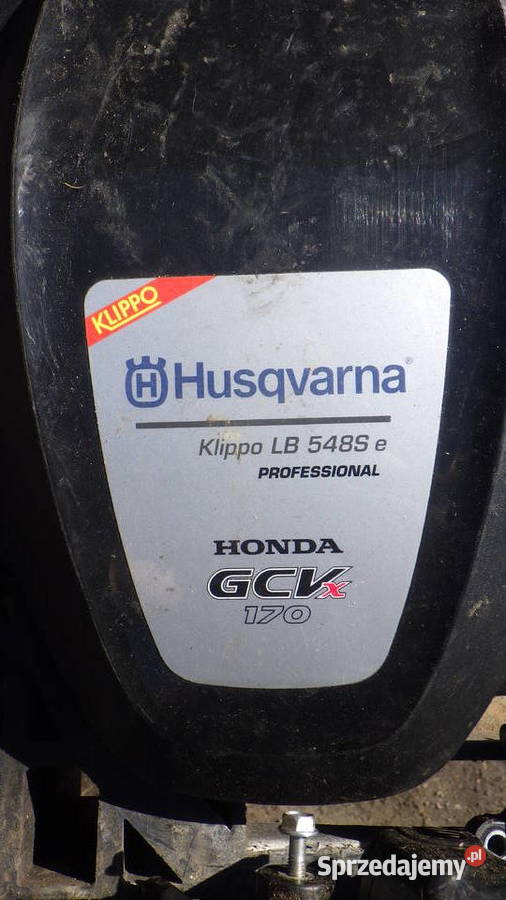 KLIPPO
H Husqvarna®
Klippo LB 548S e
PROFESSIONAL
HONDA
GCVx
170
Sprzedajemy.pl